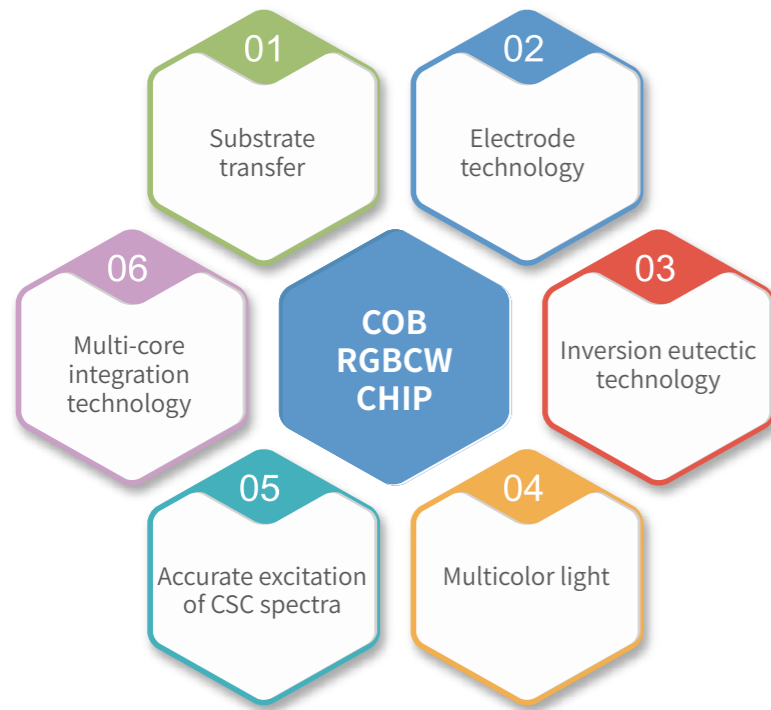 01
Substrate
transfer
02
Electrode
technology
03
Inversion eutectic
technology
04
Multicolor light
05
Accurate excitation
of CSC spectra
06
Multi-core
integration
technology
COB
RGBCW
CHIP